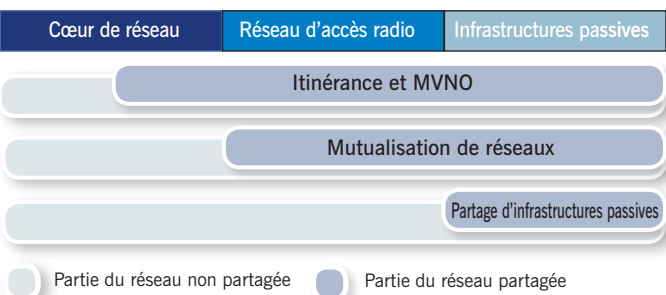 Cœur de réseau
Réseau d'accès radio
Infrastructures passives
Itinérance et MVNO
Mutualisation de réseaux
Partage d'infrastructures passives
Partie du réseau non partagée
Partie du réseau partagée